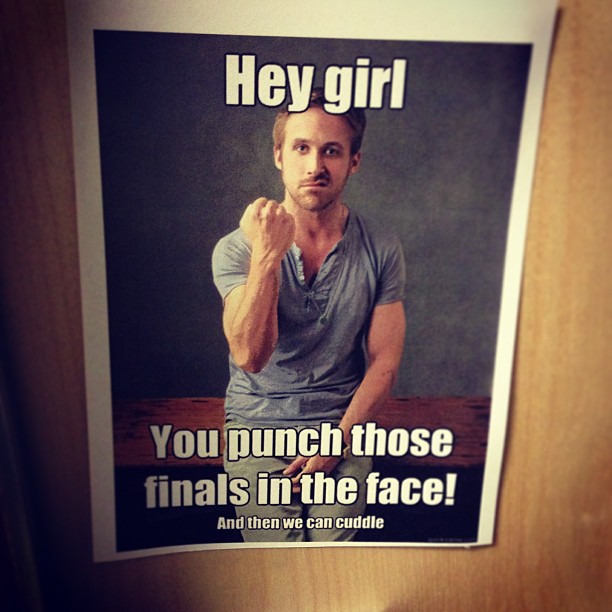 Hey girl
You punch those
finals in the face!
And then we can cuddle